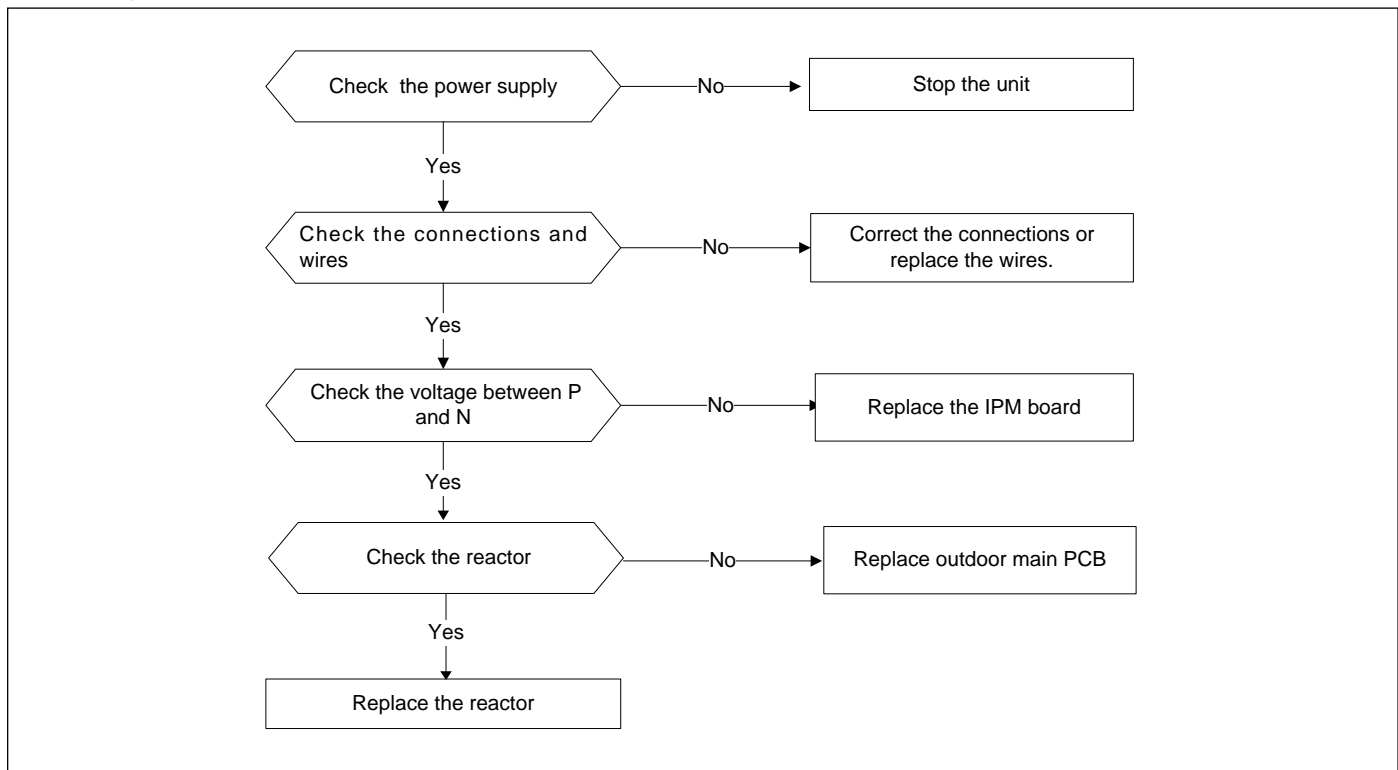 Check the power supply
No
Stop the unit
Yes
Check the connections and
wires
No
Correct the connections or
replace the wires.
Yes
Check the voltage between P
and N
No
Replace the IPM board
Yes
Check the reactor
No
Replace outdoor main PCB
Yes
Replace the reactor